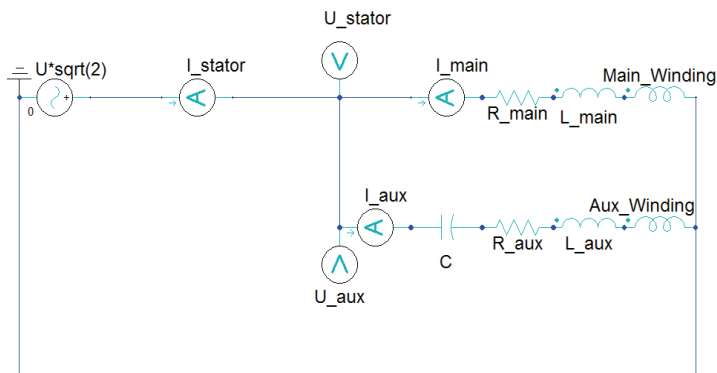 U_stator
U*sqrt(2)
I_stator
I_main
Main_Winding
0
R_main
L_main
I_aux
Aux_Winding
C
R_aux
L_aux
U_aux